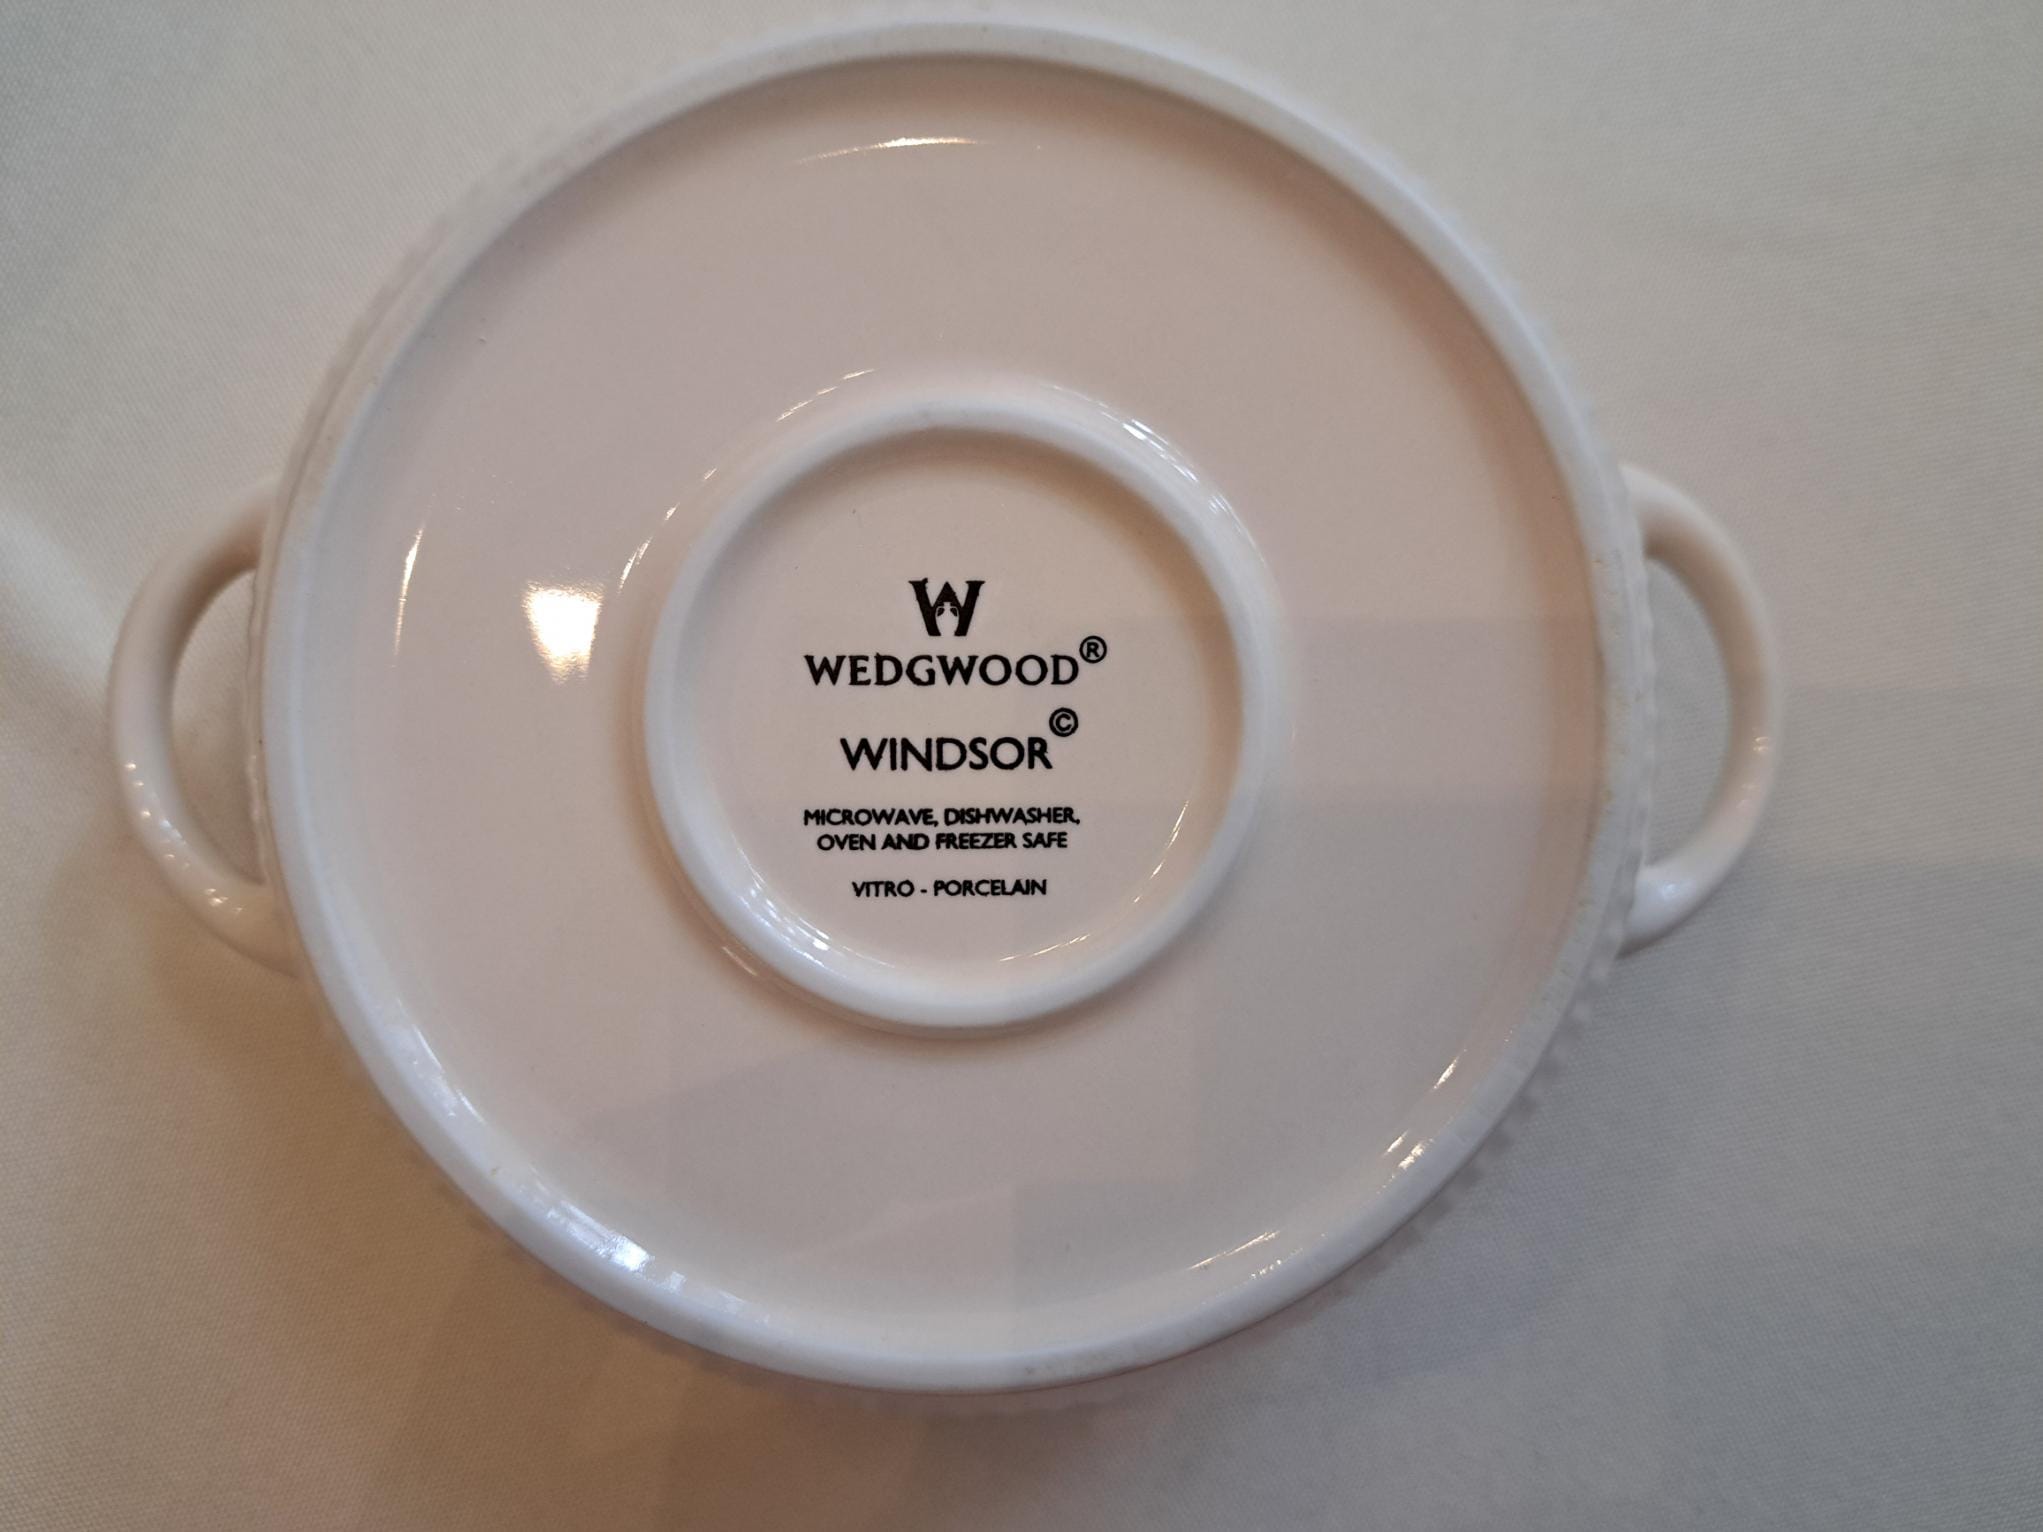 W
WEDGWOOD®
WINDSOR©
MICROWAVE, DISHWASHER,
OVEN AND FREEZER SAFE
VITRO - PORCELAIN